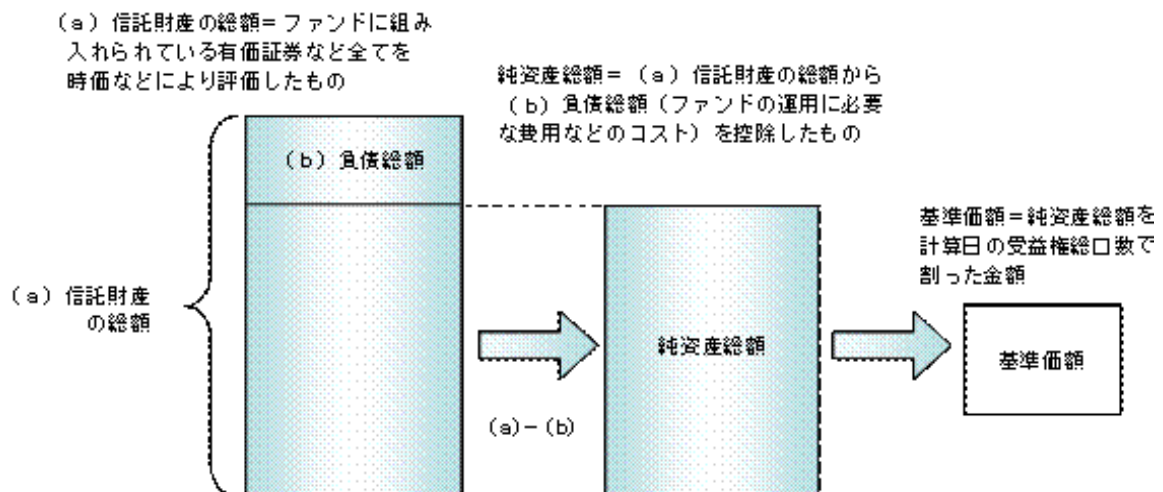 (a) 信託財産の総額=ファンドに組み
入れられている有価証券など全てを
時価などにより評価したもの
純資産総額=(a) 信託財産の総額から
(b) 負債総額(ファンドの運用に必要
な費用などのコスト)を控除したもの
(b) 負債総額
基準価額=純資産総額を
計算日の受益権総口数で
割った金額
(a) 信託財産
の総額
純資産総額
基準価額
(a)-(b)